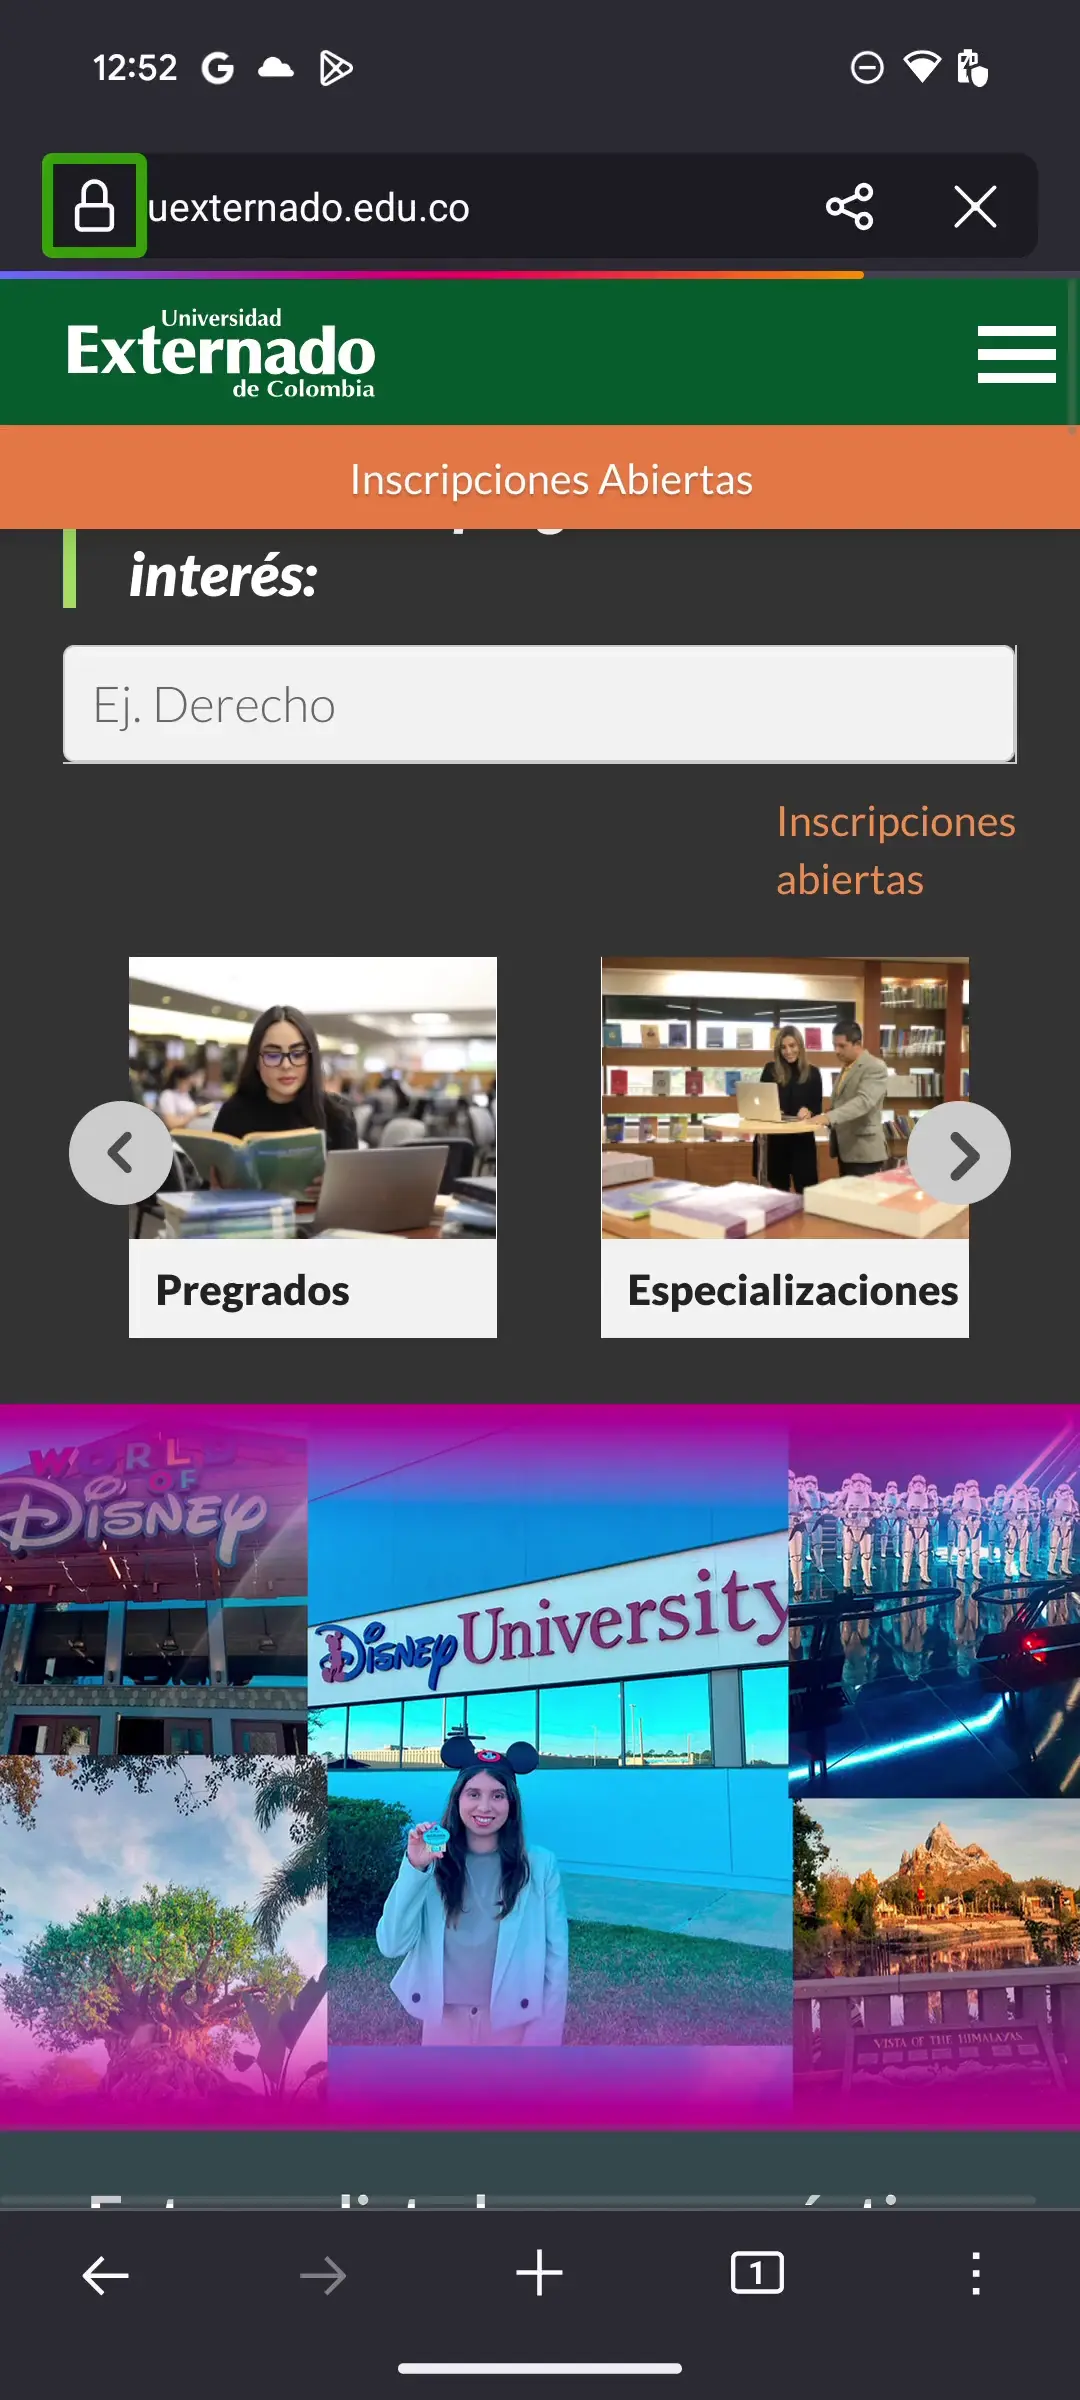 12:52
uexternado.edu.co
Universidad
Externado
de Colombia
Inscripciones Abiertas
interés:
Ej. Derecho
Inscripciones
abiertas
Pregrados
Especializaciones
WORLD
OF
DISNEY
DISNEY University
VISTA OF THE HIMALAYAS
1